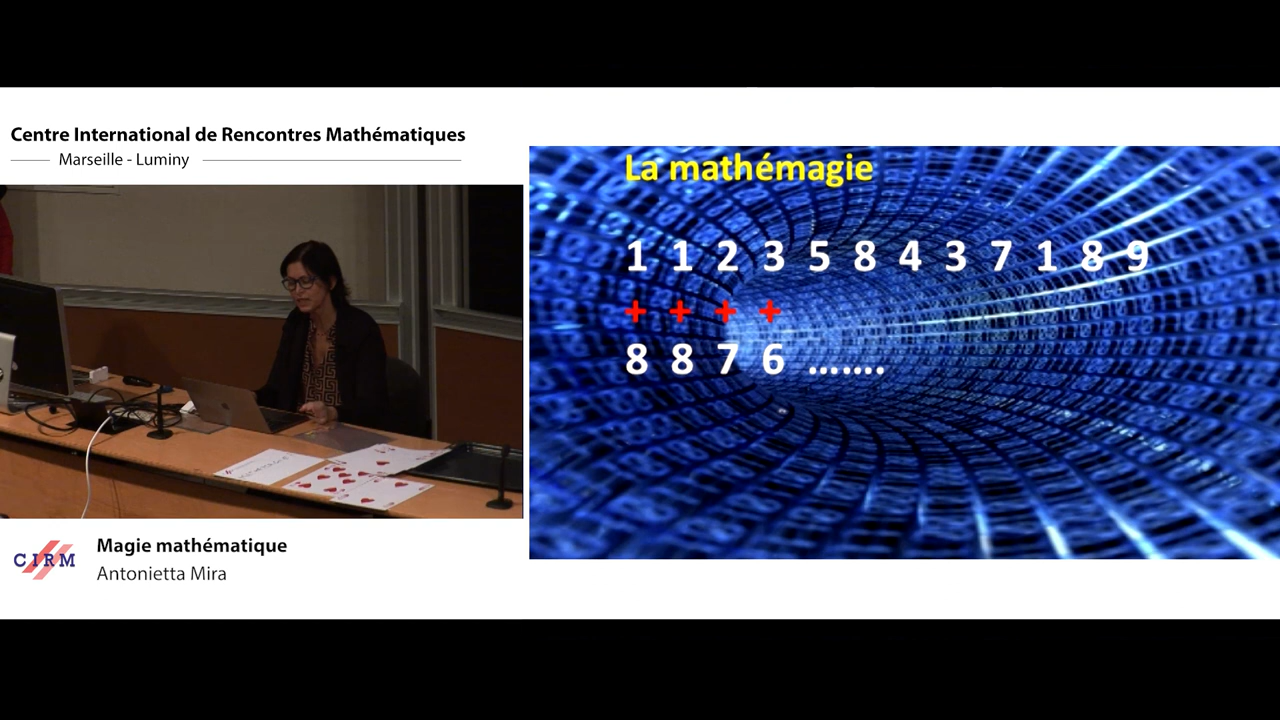 Centre International de Rencontres Mathématiques
Marseille - Luminy
La mathémagie
1 1 2 3 5 8 4 3 7 1 8 9
+ + + +
8 8 7 6 .......
CIRM
Magie mathématique
Antonietta Mira